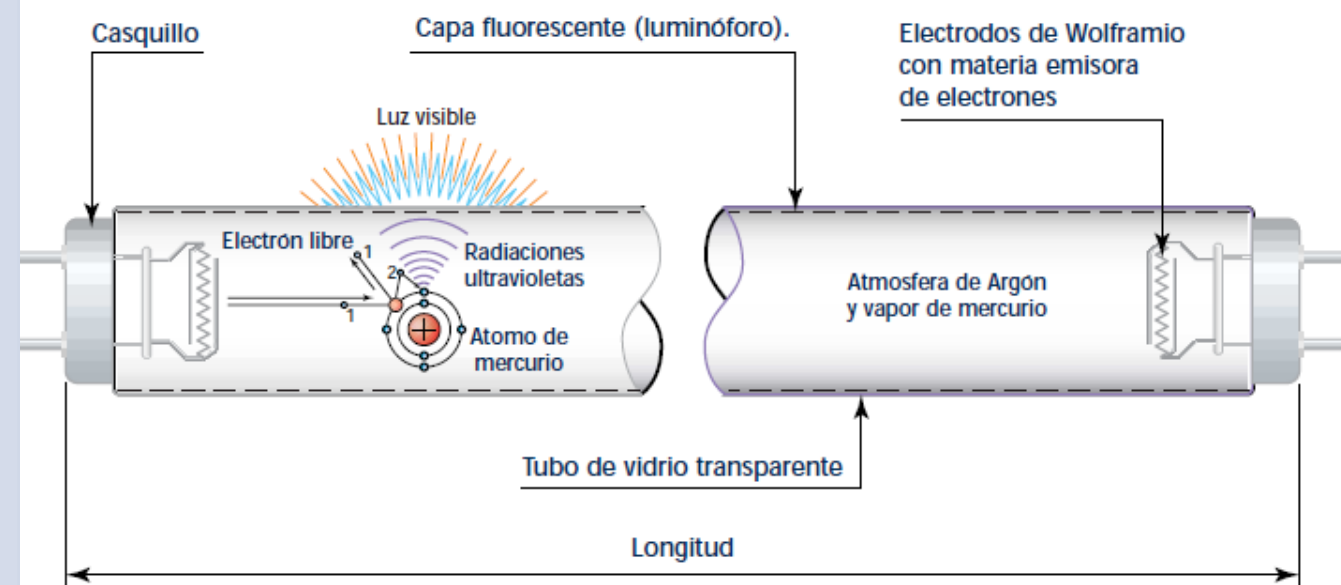 Casquillo
Capa fluorescente (luminóforo).
Electrodos de Wolframio
con materia emisora
de electrones
Luz visible
Electrón libre
1
2
1
Radiaciones
ultravioletas
Atomo de
mercurio
Atmosfera de Argón
y vapor de mercurio
Tubo de vidrio transparente
Longitud